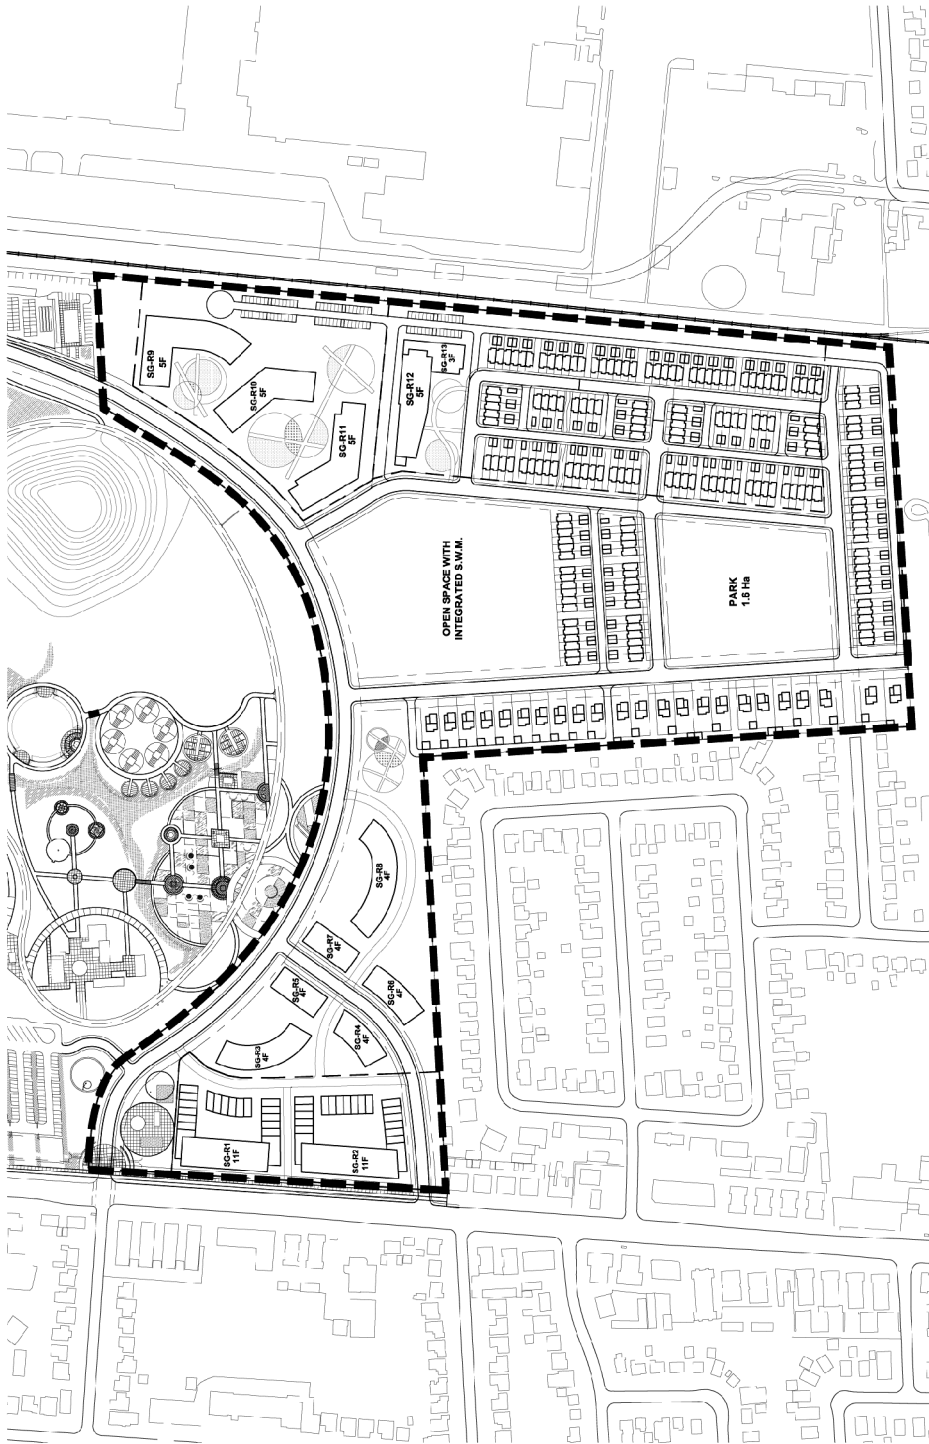 SG-R9
5F
SG-R10
5F
SG-R11
5F
SG-R12
5F
SG-R13
3F
OPEN SPACE WITH
INTEGRATED S.W.M.
PARK
1.8 Ha
SG-R8
4F
SG-R7
4F
SG-R6
4F
SG-R5
4F
SG-R4
4F
SG-R3
4F
SG-R1
11F
SG-R2
11F